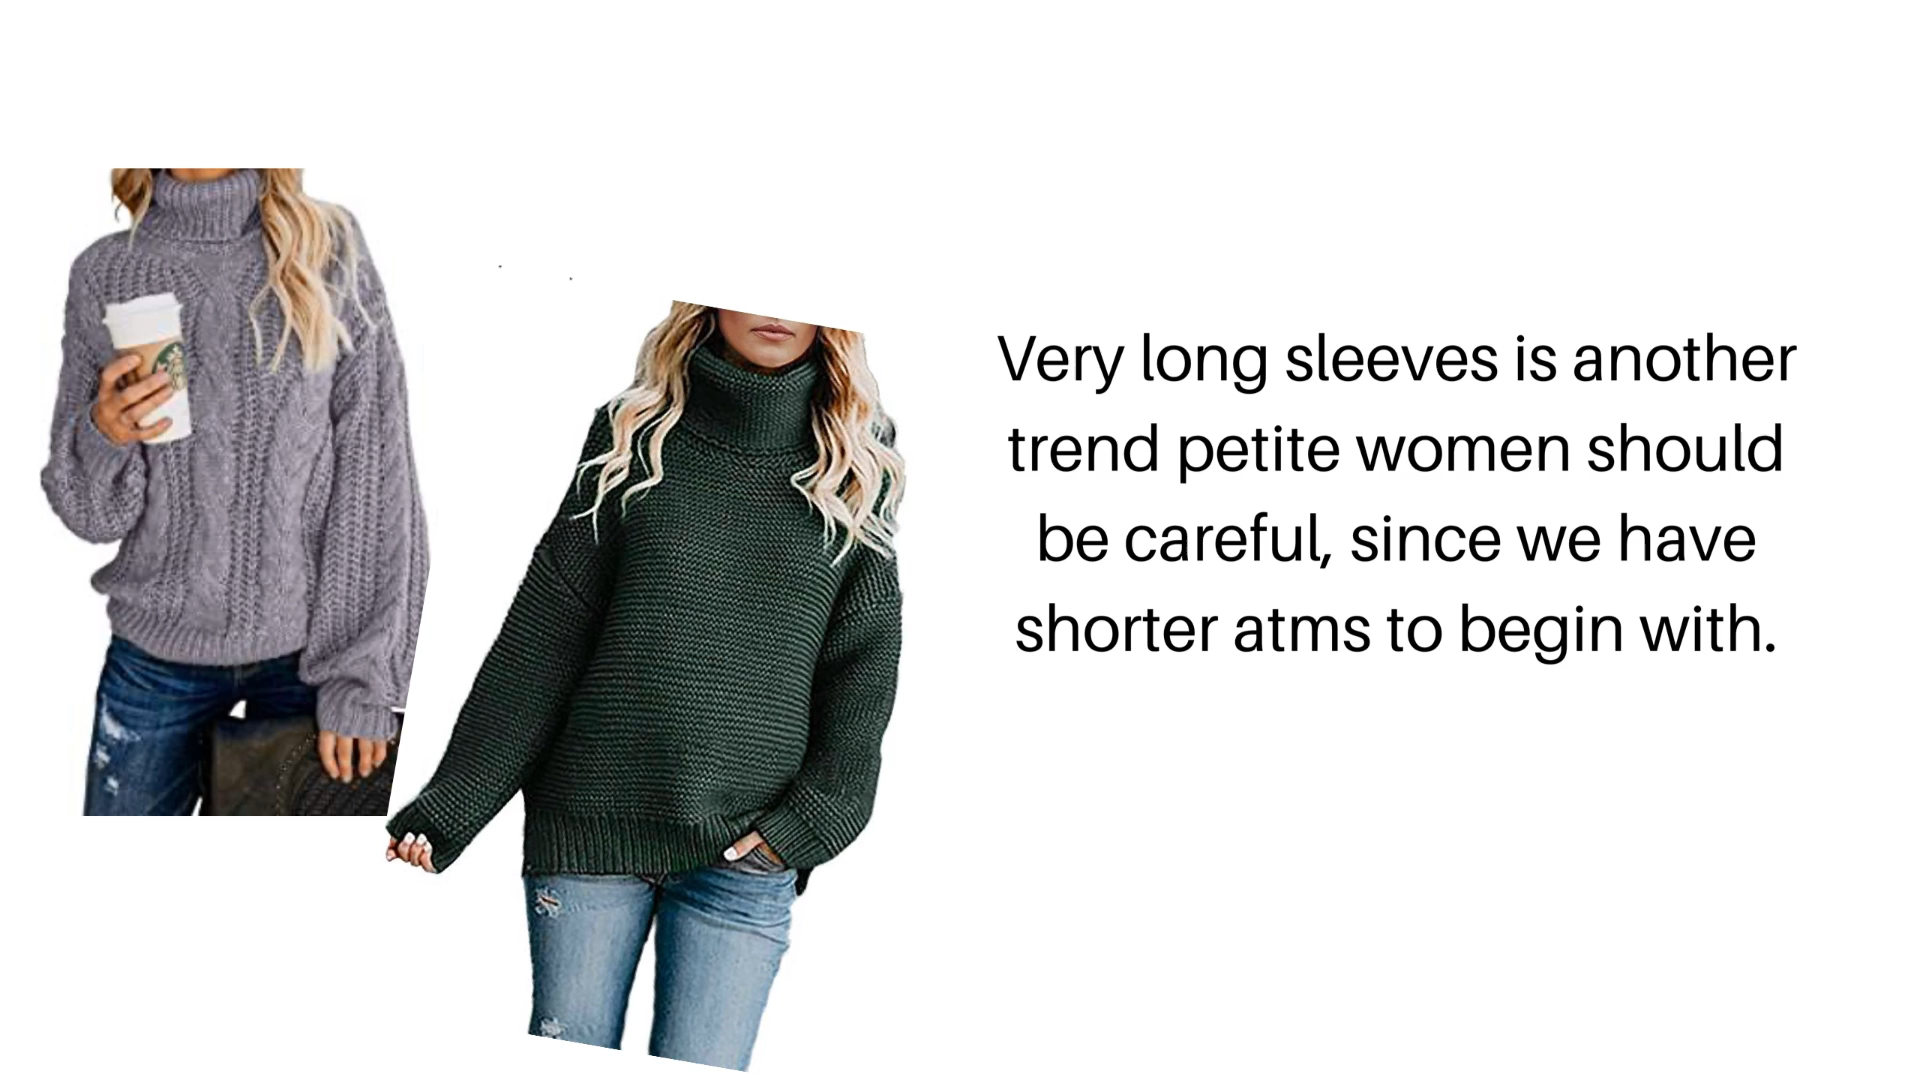 Very long sleeves is another
trend petite women should
be careful, since we have
shorter atms to begin with.